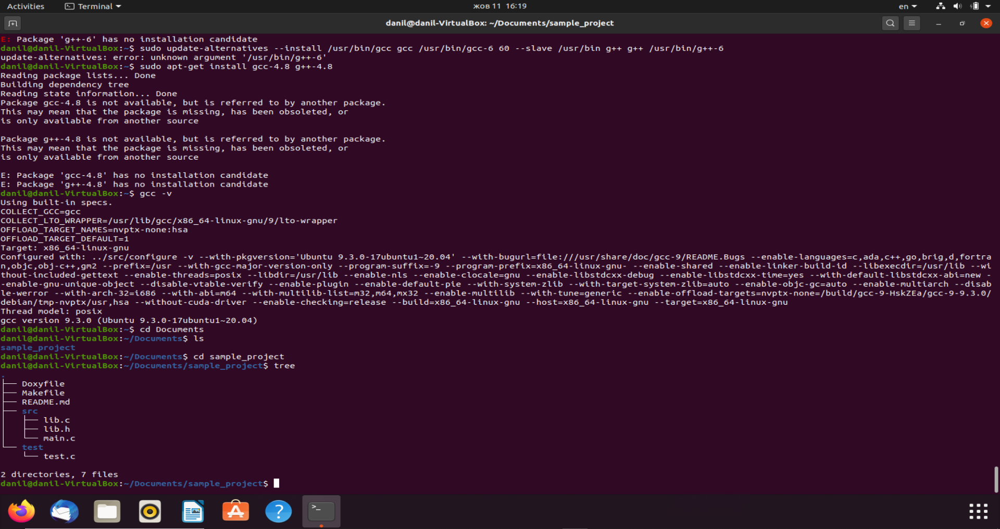 Activities Terminal жов 11 16:19 en
danil@danil-VirtualBox: ~/Documents/sample_project
E: Package 'g++-6' has no installation candidate
danil@danil-VirtualBox:~$ sudo update-alternatives --install /usr/bin/gcc gcc /usr/bin/gcc-6 60 --slave /usr/bin g++ g++ /usr/bin/g++-6
update-alternatives: error: unknown argument '/usr/bin/g++-6'
danil@danil-VirtualBox:~$ sudo apt-get install gcc-4.8 g++-4.8
Reading package lists... Done
Building dependency tree
Reading state information... Done
Package gcc-4.8 is not available, but is referred to by another package.
This may mean that the package is missing, has been obsoleted, or
is only available from another source

Package g++-4.8 is not available, but is referred to by another package.
This may mean that the package is missing, has been obsoleted, or
is only available from another source

E: Package 'gcc-4.8' has no installation candidate
E: Package 'g++-4.8' has no installation candidate
danil@danil-VirtualBox:~$ gcc -v
Using built-in specs.
COLLECT_GCC=gcc
COLLECT_LTO_WRAPPER=/usr/lib/gcc/x86_64-linux-gnu/9/lto-wrapper
OFFLOAD_TARGET_NAMES=nvptx-none:hsa
OFFLOAD_TARGET_DEFAULT=1
Target: x86_64-linux-gnu
Configured with: ../src/configure -v --with-pkgversion='Ubuntu 9.3.0-17ubuntu1~20.04' --with-bugurl=file:///usr/share/doc/gcc-9/README.Bugs --enable-languages=c,ada,c++,go,brig,d,fortra
n,objc,obj-c++,gm2 --prefix=/usr --with-gcc-major-version-only --program-suffix=-9 --program-prefix=x86_64-linux-gnu- --enable-shared --enable-linker-build-id --libexecdir=/usr/lib --wi
thout-included-gettext --enable-threads=posix --libdir=/usr/lib --enable-nls --enable-clocale=gnu --enable-libstdcxx-debug --enable-libstdcxx-time=yes --with-default-libstdcxx-abi=new -
-enable-gnu-unique-object --disable-vtable-verify --enable-plugin --enable-default-pie --with-system-zlib --with-target-system-zlib=auto --enable-objc-gc=auto --enable-multiarch --disab
le-werror --with-arch-32=i686 --with-abi=m64 --with-multilib-list=m32,m64,mx32 --enable-multilib --with-tune=generic --enable-offload-targets=nvptx-none=/build/gcc-9-HskZEa/gcc-9-9.3.0/
debian/tmp-nvptx/usr,hsa --without-cuda-driver --enable-checking=release --build=x86_64-linux-gnu --host=x86_64-linux-gnu --target=x86_64-linux-gnu
Thread model: posix
gcc version 9.3.0 (Ubuntu 9.3.0-17ubuntu1~20.04)
danil@danil-VirtualBox:~$ cd Documents
danil@danil-VirtualBox:~/Documents$ ls
sample_project
danil@danil-VirtualBox:~/Documents$ cd sample_project
danil@danil-VirtualBox:~/Documents/sample_project$ tree
.
├── Doxyfile
├── Makefile
├── README.md
├── src
│   ├── lib.c
│   ├── lib.h
│   └── main.c
└── test
    └── test.c

2 directories, 7 files
danil@danil-VirtualBox:~/Documents/sample_project$